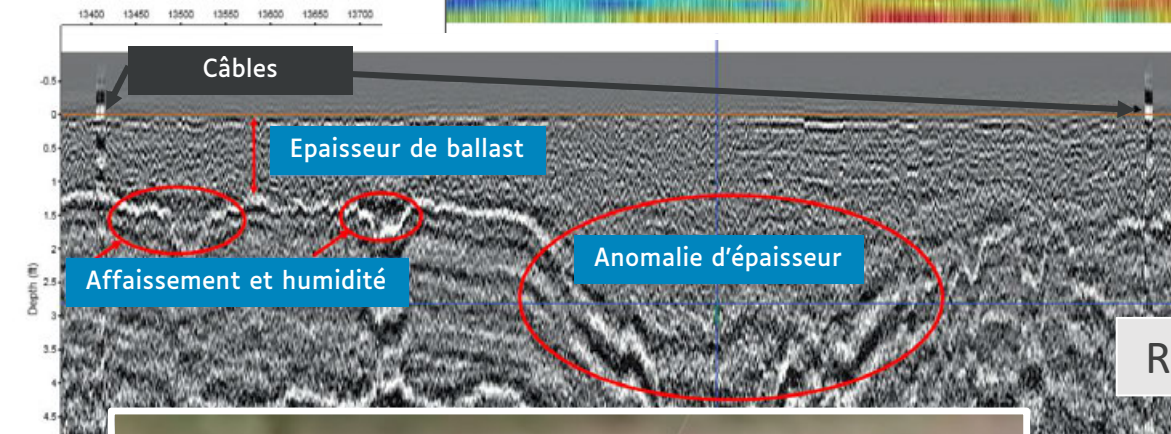 13400 13450 13500 13550 13600 13650 13700
Câbles
-0.5
0
0.5
Epaisseur de ballast
1
1.5
2
Anomalie d'épaisseur
Affaissement et humidité
2.5
Depth (ft)
3
3.5
R
4
4.5